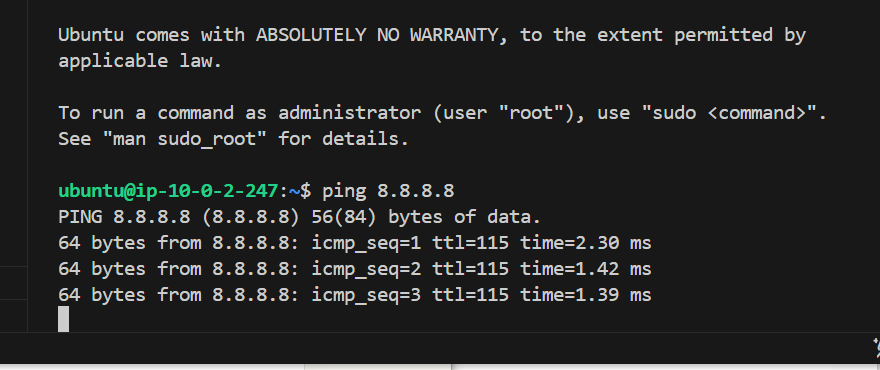 Ubuntu comes with ABSOLUTELY NO WARRANTY, to the extent permitted by
applicable law.
To run a command as administrator (user "root"), use "sudo <command>".
See "man sudo_root" for details.
ubuntu@ip-10-0-2-247:~$ ping 8.8.8.8
PING 8.8.8.8 (8.8.8.8) 56(84) bytes of data.
64 bytes from 8.8.8.8: icmp_seq=1 ttl=115 time=2.30 ms
64 bytes from 8.8.8.8: icmp_seq=2 ttl=115 time=1.42 ms
64 bytes from 8.8.8.8: icmp_seq=3 ttl=115 time=1.39 ms